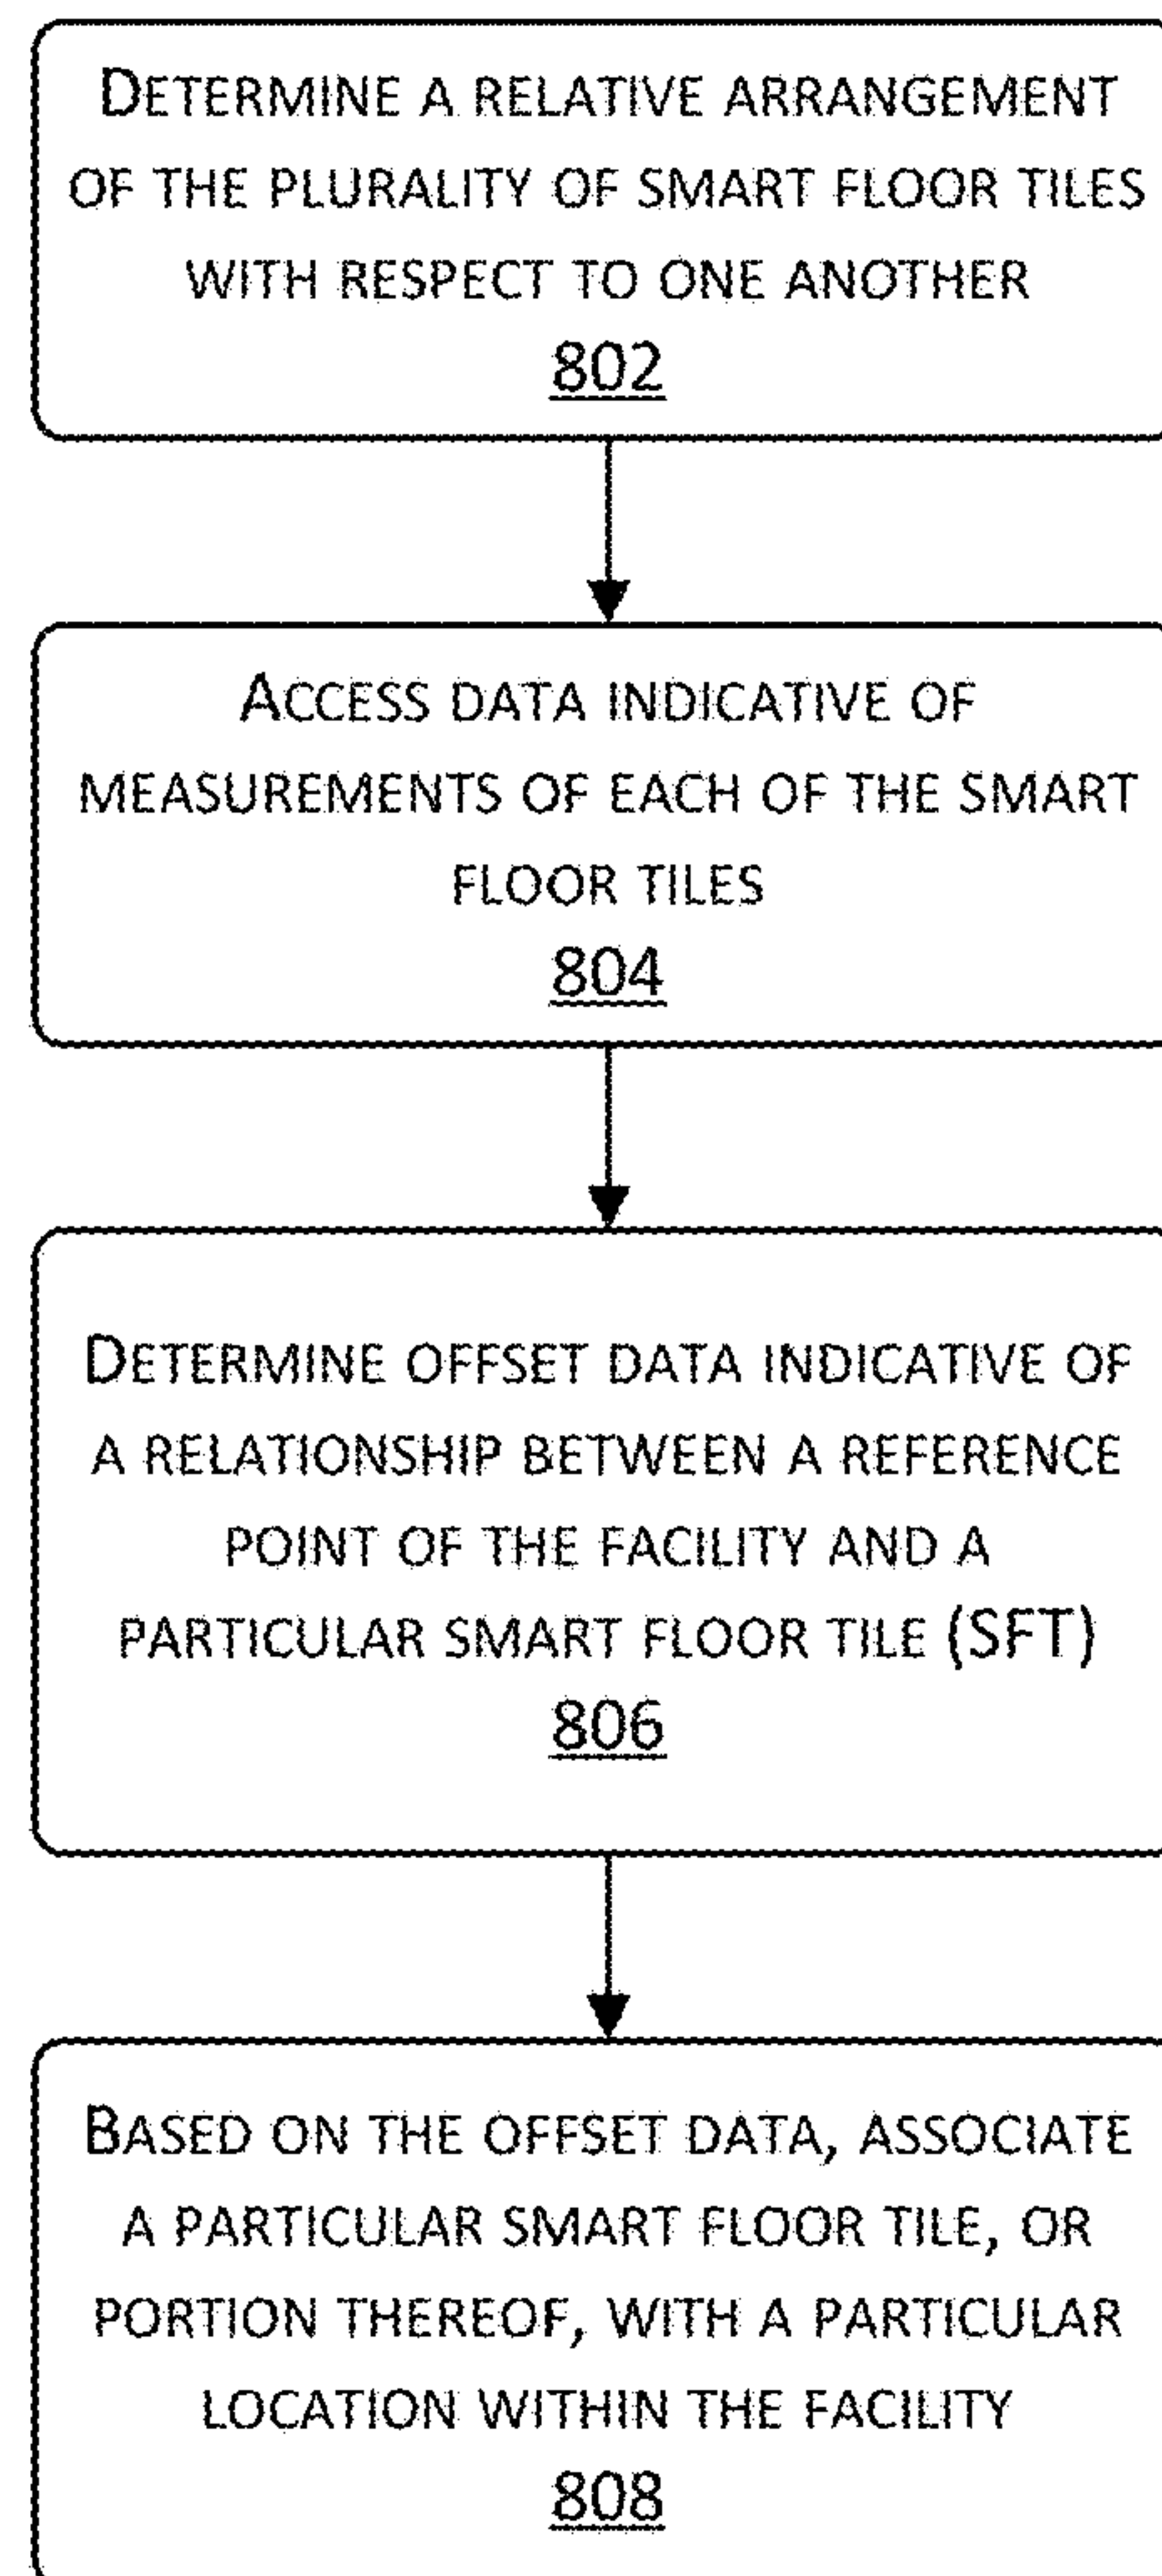 DETERMINE A RELATIVE ARRANGEMENT
OF THE PLURALITY OF SMART FLOOR TILES
WITH RESPECT TO ONE ANOTHER
802
ACCESS DATA INDICATIVE OF
MEASUREMENTS OF EACH OF THE SMART
FLOOR TILES
804
DETERMINE OFFSET DATA INDICATIVE OF
A RELATIONSHIP BETWEEN A REFERENCE
POINT OF THE FACILITY AND A
PARTICULAR SMART FLOOR TILE (SFT)
806
BASED ON THE OFFSET DATA, ASSOCIATE
A PARTICULAR SMART FLOOR TILE, OR
PORTION THEREOF, WITH A PARTICULAR
LOCATION WITHIN THE FACILITY
808